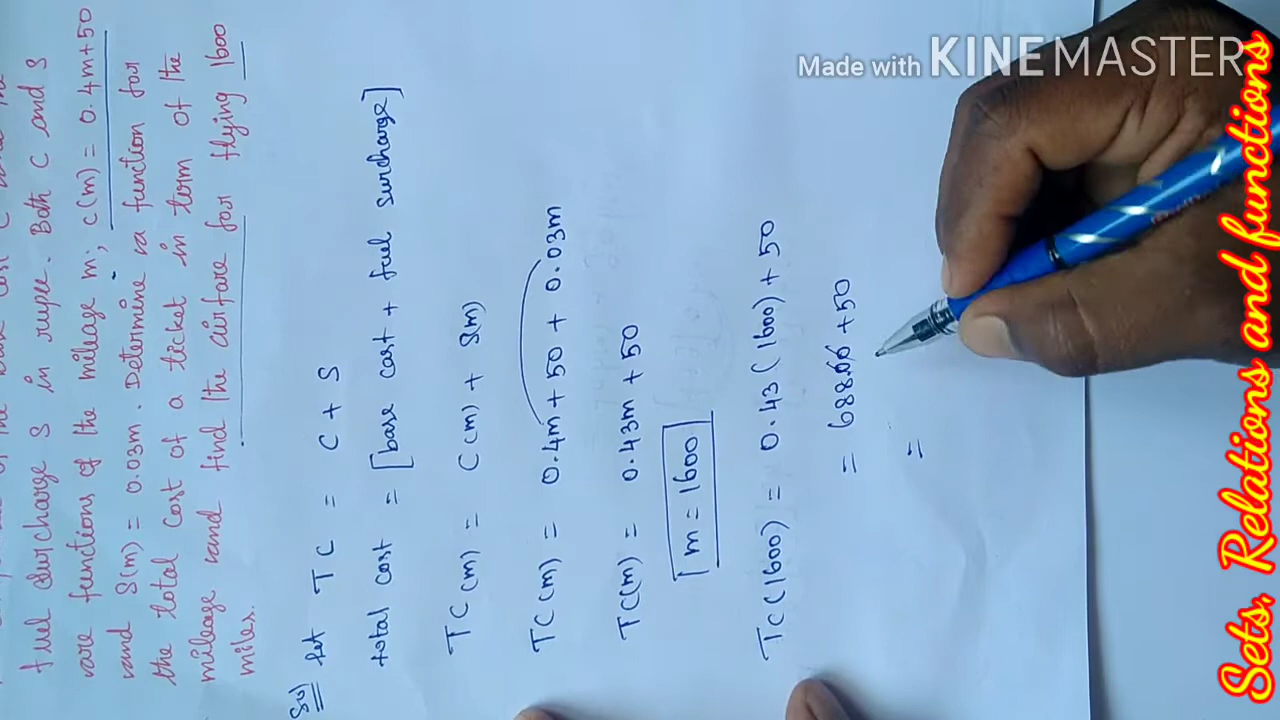 fuel surcharge S in rupee. Both C and S
are functions of the mileage m; c(m) = 0.4m+50
and S(m) = 0.03m. Determine a function for
the total cost of a ticket in term of the
mileage and find the airfare for flying 1600
miles.
Sol) let TC = C + S
total cost = [base cost + fuel surcharge]
TC(m) = C(m) + S(m)
TC(m) = 0.4m + 50 + 0.03m
TC(m) = 0.43m + 50
m = 1600
TC(1600) = 0.43(1600) + 50
= 688.00 + 50
=
Made with KINEMASTER
Sets, Relations and functions